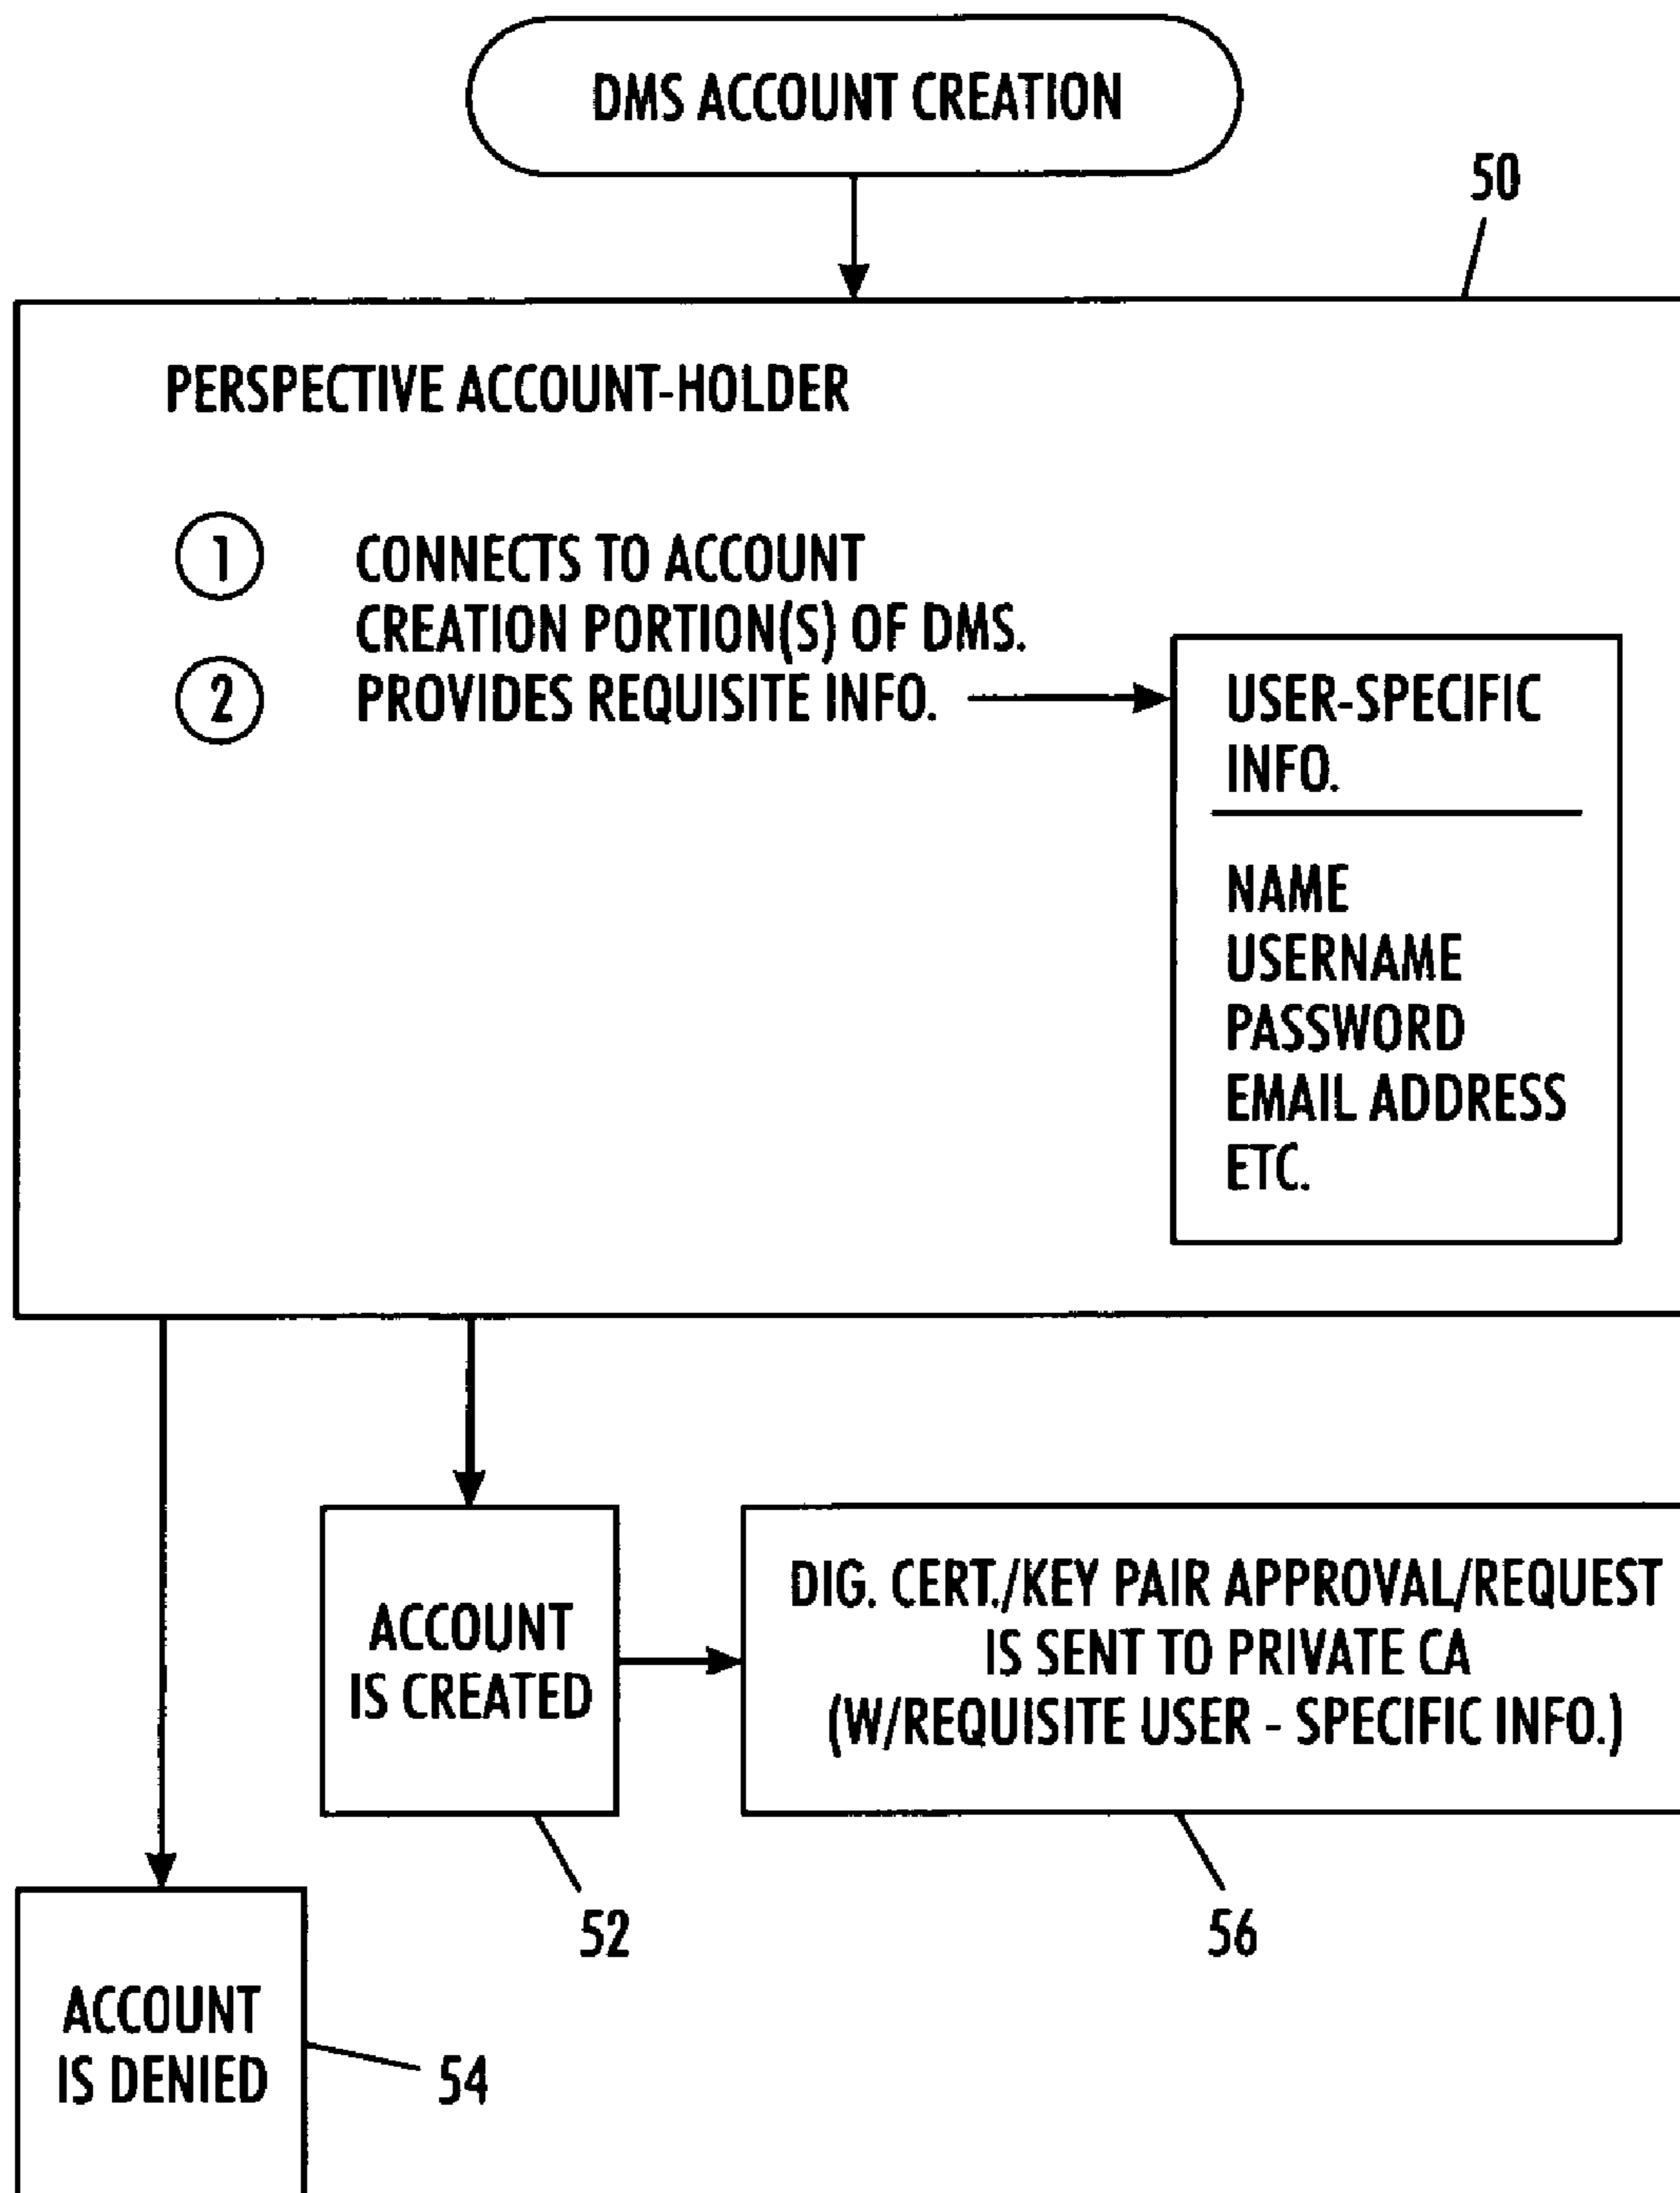 DMS ACCOUNT CREATION
50
PERSPECTIVE ACCOUNT-HOLDER
1 CONNECTS TO ACCOUNT
CREATION PORTION(S) OF DMS.
2 PROVIDES REQUISITE INFO.
USER-SPECIFIC
INFO.
NAME
USERNAME
PASSWORD
EMAIL ADDRESS
ETC.
ACCOUNT
IS CREATED
DIG. CERT./KEY PAIR APPROVAL/REQUEST
IS SENT TO PRIVATE CA
(W/REQUISITE USER - SPECIFIC INFO.)
52
56
ACCOUNT
IS DENIED
54